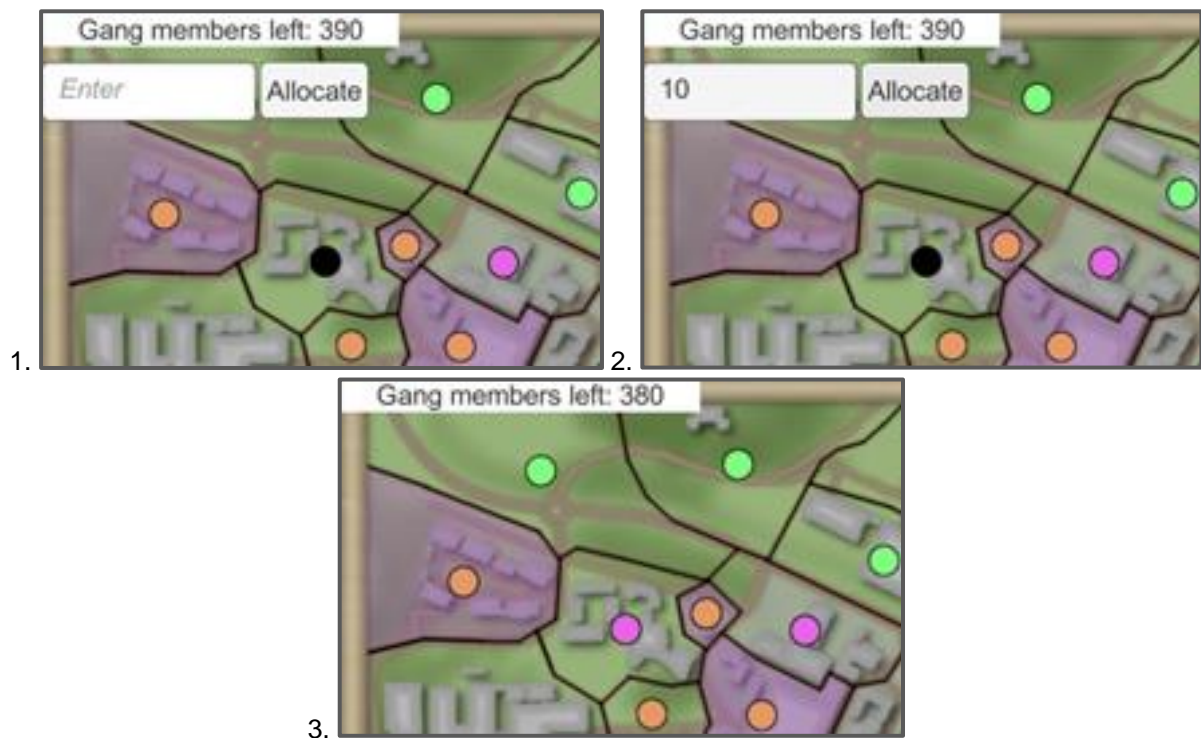 Gang members left: 390
Enter
Allocate
1.
Gang members left: 390
10
Allocate
2.
Gang members left: 380
3.